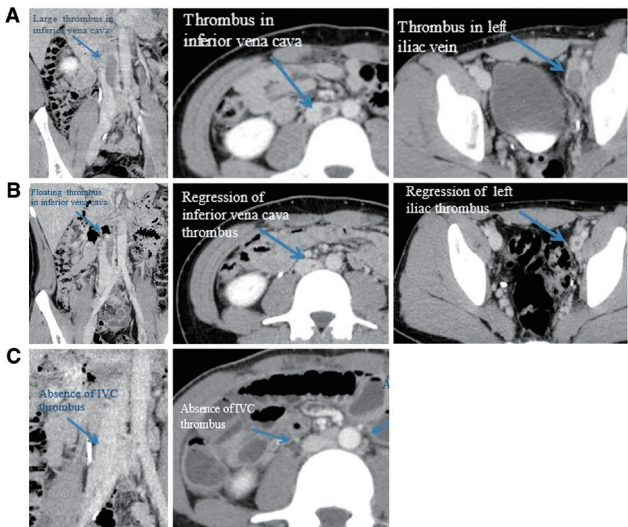 A
Large thrombus in
inferior vena cava
Thrombus in
inferior vena cava
Thrombus in left
iliac vein
B
Floating thrombus
in inferior vena cava
Regression of
inferior vena cava
thrombus
Regression of left
iliac thrombus
C
Absence of IVC
thrombus
Absence of IVC
thrombus
A